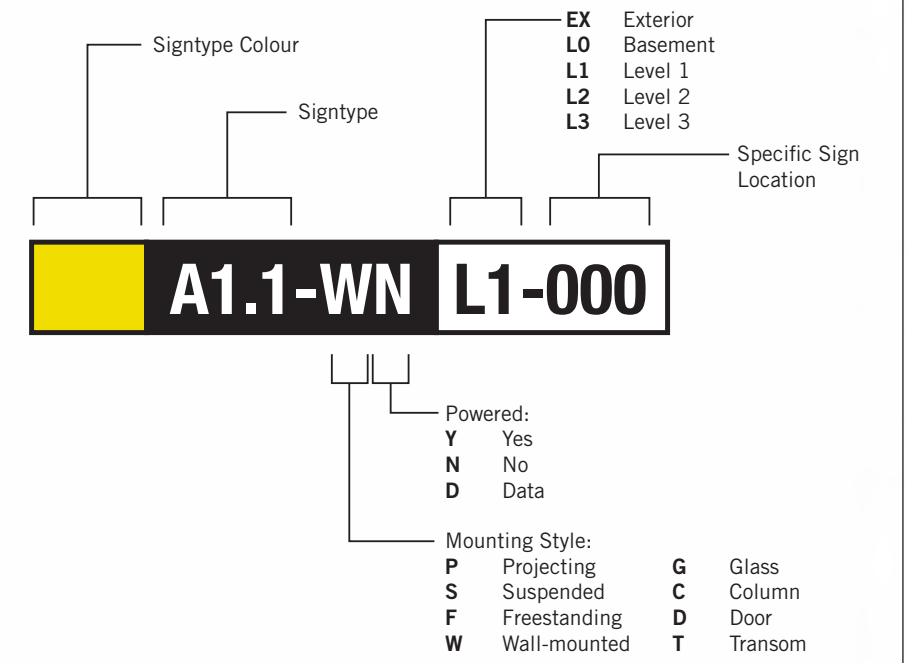 EX Exterior
Signtype Colour L0 Basement
L1 Level 1
L2 Level 2
Signtype
L3 Level 3
Specific Sign
Location
A1.1-WN L1-000
Powered:
Y Yes
N No
D Data
Mounting Style:
P Projecting G Glass
S Suspended C Column
F Freestanding D Door
W Wall-mounted T Transom